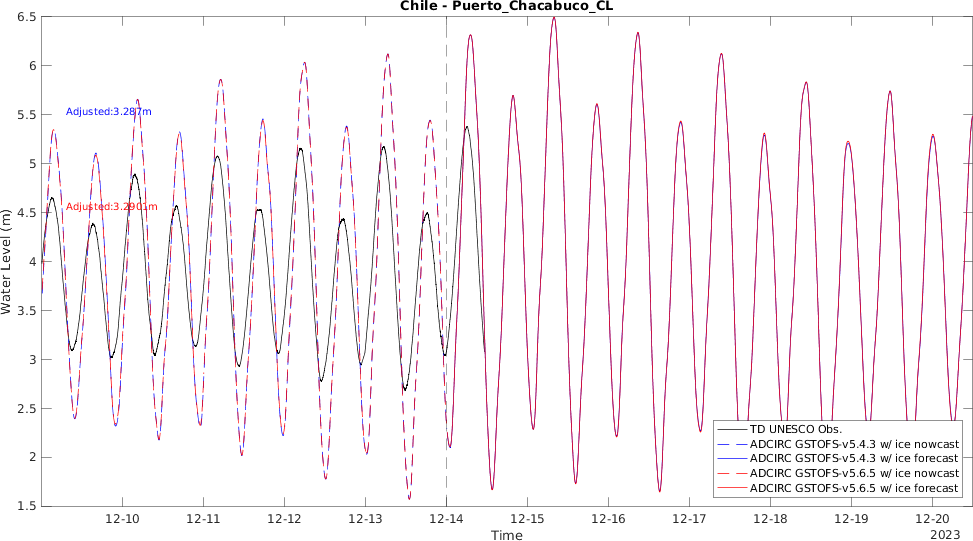 Chile - Puerto_Chacabuco_CL
Water Level (m)
6.5
6
5.5
5
4.5
4
3.5
3
2.5
2
1.5
Adjusted:3.287m
Adjusted:3.2901m
TD UNESCO Obs.
ADCIRC GSTOFS-v5.4.3 w/ ice nowcast
ADCIRC GSTOFS-v5.4.3 w/ ice forecast
ADCIRC GSTOFS-v5.6.5 w/ ice nowcast
ADCIRC GSTOFS-v5.6.5 w/ ice forecast
12-10 12-11 12-12 12-13 12-14 12-15 12-16 12-17 12-18 12-19 12-20
2023
Time